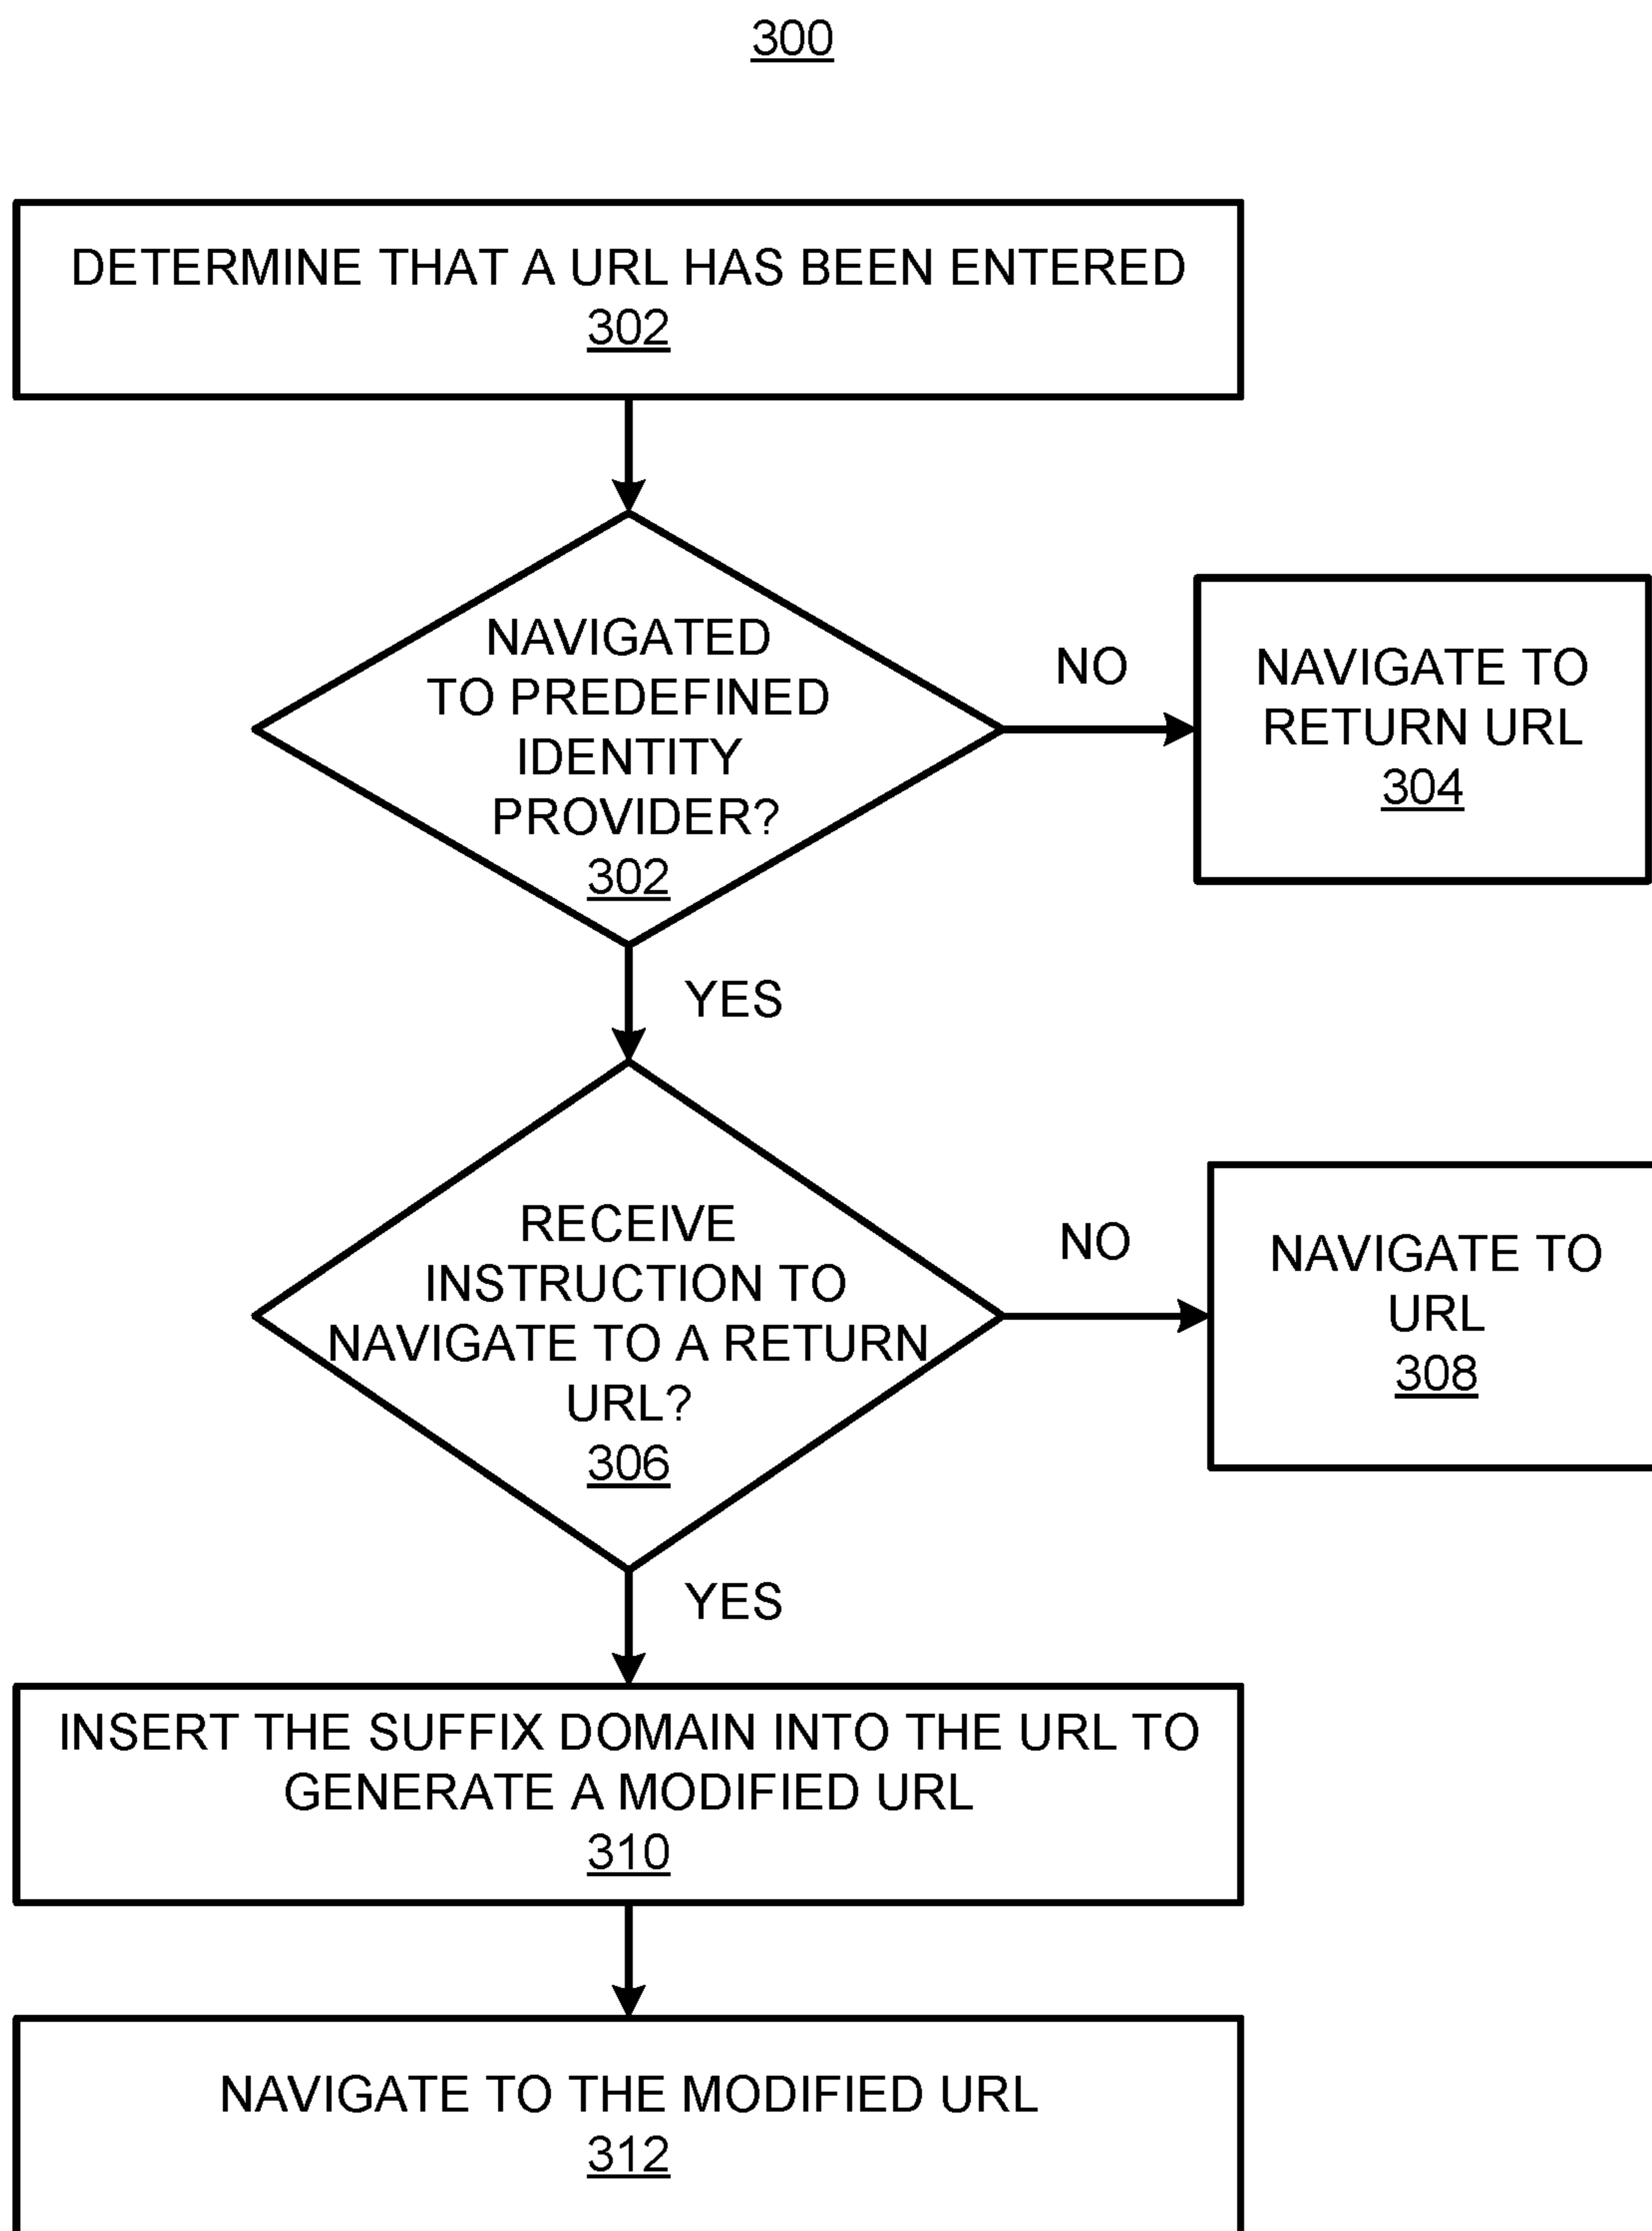 300
DETERMINE THAT A URL HAS BEEN ENTERED
302
NAVIGATED
TO PREDEFINED
IDENTITY
PROVIDER?
302
NO
NAVIGATE TO
RETURN URL
304
YES
RECEIVE
INSTRUCTION TO
NAVIGATE TO A RETURN
URL?
306
NO
NAVIGATE TO
URL
308
YES
INSERT THE SUFFIX DOMAIN INTO THE URL TO
GENERATE A MODIFIED URL
310
NAVIGATE TO THE MODIFIED URL
312